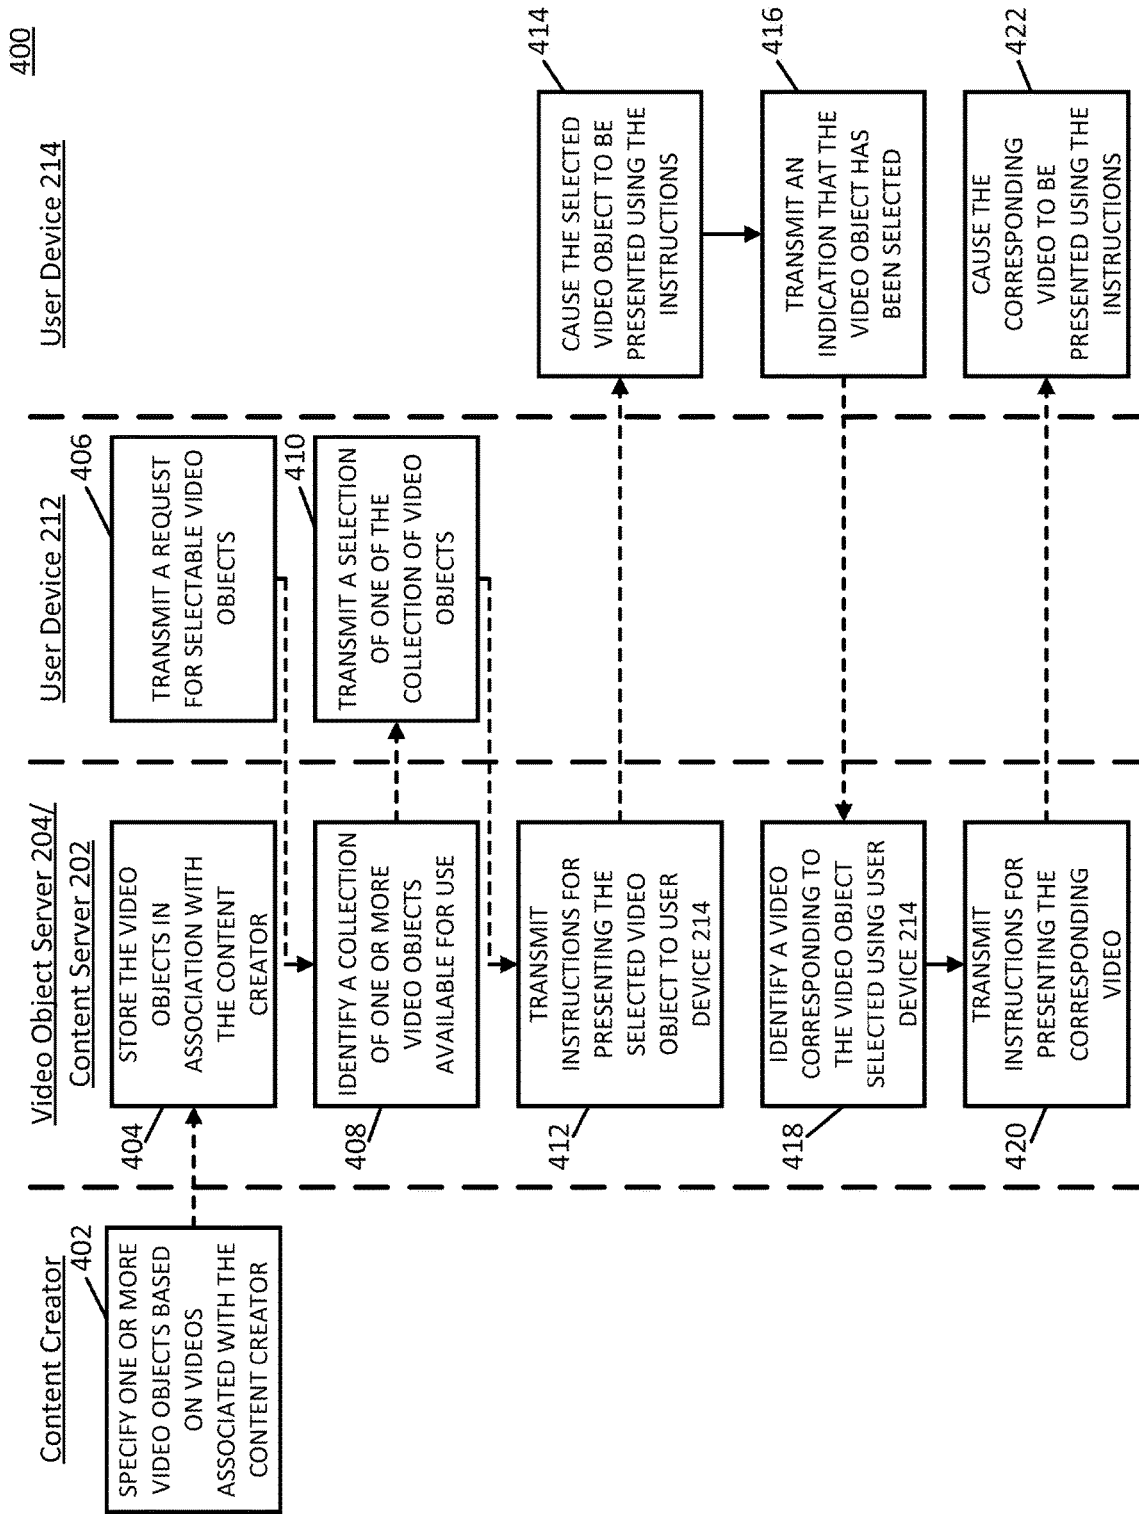 400
Content Creator
Video Object Server 204/
Content Server 202
User Device 212
User Device 214
402
SPECIFY ONE OR MORE
VIDEO OBJECTS BASED
ON VIDEOS
ASSOCIATED WITH THE
CONTENT CREATOR
404
STORE THE VIDEO
OBJECTS IN
ASSOCIATION WITH
THE CONTENT
CREATOR
406
TRANSMIT A REQUEST
FOR SELECTABLE VIDEO
OBJECTS
408
IDENTIFY A COLLECTION
OF ONE OR MORE
VIDEO OBJECTS
AVAILABLE FOR USE
410
TRANSMIT A SELECTION
OF ONE OF THE
COLLECTION OF VIDEO
OBJECTS
412
TRANSMIT
INSTRUCTIONS FOR
PRESENTING THE
SELECTED VIDEO
OBJECT TO USER
DEVICE 214
414
CAUSE THE SELECTED
VIDEO OBJECT TO BE
PRESENTED USING THE
INSTRUCTIONS
416
TRANSMIT AN
INDICATION THAT THE
VIDEO OBJECT HAS
BEEN SELECTED
418
IDENTIFY A VIDEO
CORRESPONDING TO
THE VIDEO OBJECT
SELECTED USING USER
DEVICE 214
420
TRANSMIT
INSTRUCTIONS FOR
PRESENTING THE
CORRESPONDING
VIDEO
422
CAUSE THE
CORRESPONDING
VIDEO TO BE
PRESENTED USING THE
INSTRUCTIONS